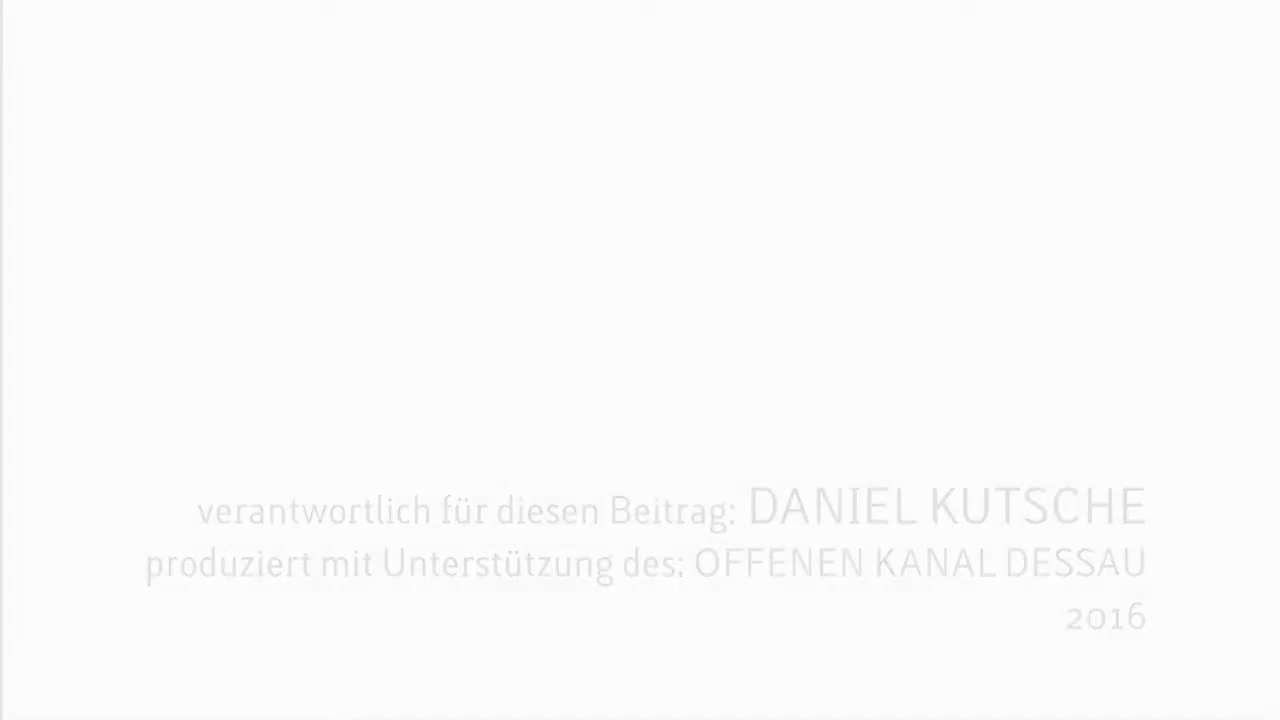 verantwortlich für diesen Beitrag: DANIEL KUTSCHE
produziert mit Unterstützung des: OFFENEN KANAL DESSAU
2016